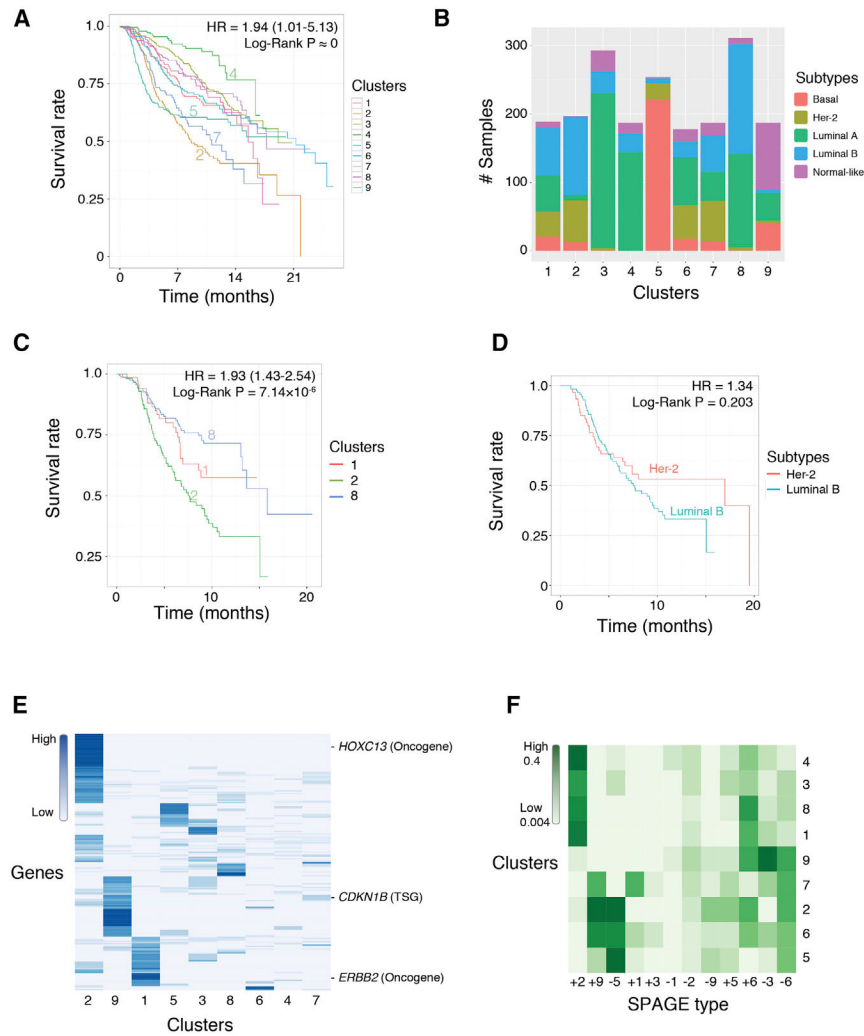 A
HR = 1.94 (1.01-5.13)
Log-Rank P ≈ 0
Survival rate
1.0
0.75
0.5
0.25
0
4
5
7
2
0 7 14 21
Time (months)
Clusters
1
2
3
4
5
6
7
8
9
B
# Samples
300
200
100
0
1 2 3 4 5 6 7 8 9
Clusters
Subtypes
Basal
Her-2
Luminal A
Luminal B
Normal-like
C
HR = 1.93 (1.43-2.54)
Log-Rank P = 7.14×10⁻⁶
Survival rate
1.0
0.75
0.5
0.25
8
1
2
0 10 20
Time (months)
Clusters
1
2
8
D
HR = 1.34
Log-Rank P = 0.203
Survival rate
1.0
0.75
0.5
0.25
0
Her-2
Luminal B
0 10 20
Time (months)
Subtypes
Her-2
Luminal B
E
High
Low
Genes
HOXC13 (Oncogene)
CDKN1B (TSG)
ERBB2 (Oncogene)
2 9 1 5 3 8 6 4 7
Clusters
F
High
0.4
Low
0.004
Clusters
4
3
8
1
9
7
2
6
5
+2 +9 -5 +1 +3 -1 -2 -9 +5 +6 -3 -6
SPAGE type